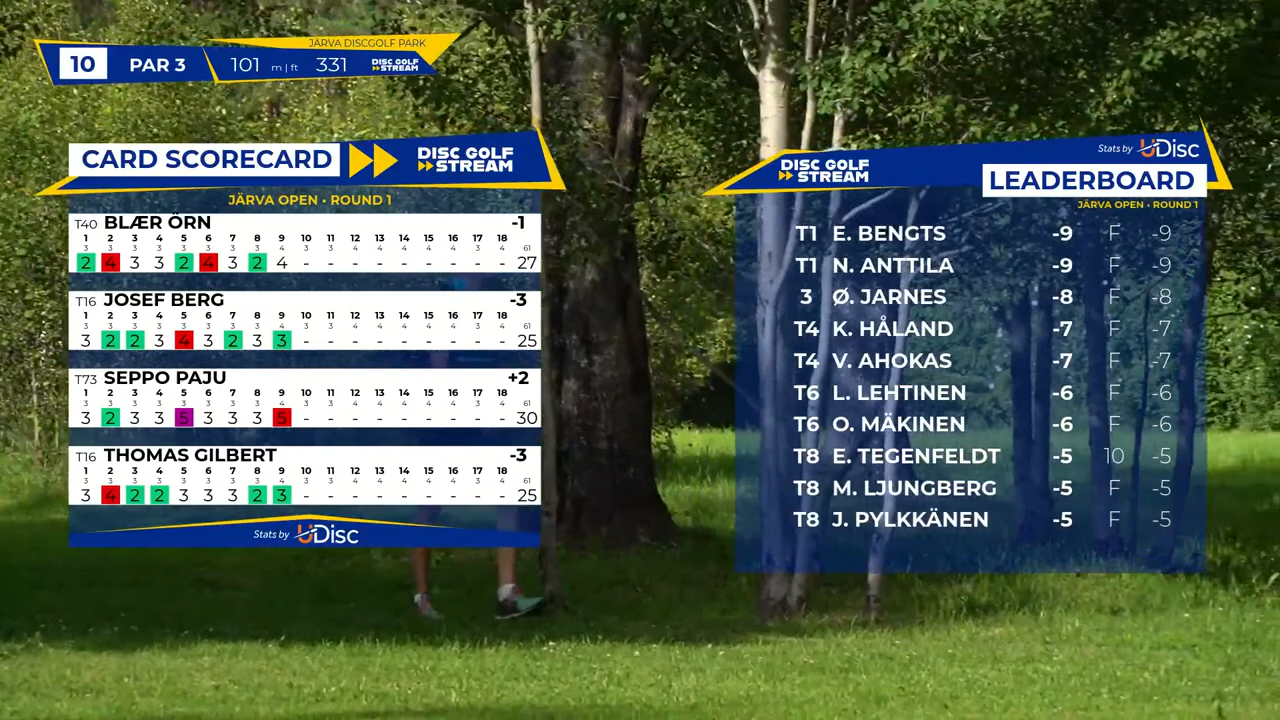 JÄRVA DISCGOLF PARK
10 PAR 3 101 m | ft 331 DISC GOLF STREAM
CARD SCORECARD DISC GOLF STREAM
JÄRVA OPEN • ROUND 1
T40 BLÆR ÖRN -1
1 2 3 4 5 6 7 8 9 10 11 12 13 14 15 16 17 18
3 3 3 3 3 3 3 3 4 3 3 3 3 4 4 3 4 4 61
2 4 3 3 2 4 3 2 4 - - - - - - - - - 27
T16 JOSEF BERG -3
1 2 3 4 5 6 7 8 9 10 11 12 13 14 15 16 17 18
3 3 3 3 3 3 3 3 4 3 3 3 3 4 4 3 4 4 61
3 2 2 3 4 3 2 3 3 - - - - - - - - - 25
T73 SEPPO PAJU +2
1 2 3 4 5 6 7 8 9 10 11 12 13 14 15 16 17 18
3 3 3 3 3 3 3 3 4 3 3 3 3 4 4 3 4 4 61
3 2 3 3 5 3 3 3 5 - - - - - - - - - 30
T16 THOMAS GILBERT -3
1 2 3 4 5 6 7 8 9 10 11 12 13 14 15 16 17 18
3 3 3 3 3 3 3 3 4 3 3 3 3 4 4 3 4 4 61
3 4 2 2 3 3 3 2 3 - - - - - - - - - 25
Stats by UDisc
Stats by UDisc
DISC GOLF STREAM
LEADERBOARD
JÄRVA OPEN • ROUND 1
T1 E. BENGTS -9 F -9
T1 N. ANTTILA -9 F -9
3 Ø. JARNES -8 F -8
T4 K. HÅLAND -7 F -7
T4 V. AHOKAS -7 F -7
T6 L. LEHTINEN -6 F -6
T6 O. MÄKINEN -6 F -6
T8 E. TEGENFELDT -5 10 -5
T8 M. LJUNGBERG -5 F -5
T8 J. PYLKKÄNEN -5 F -5